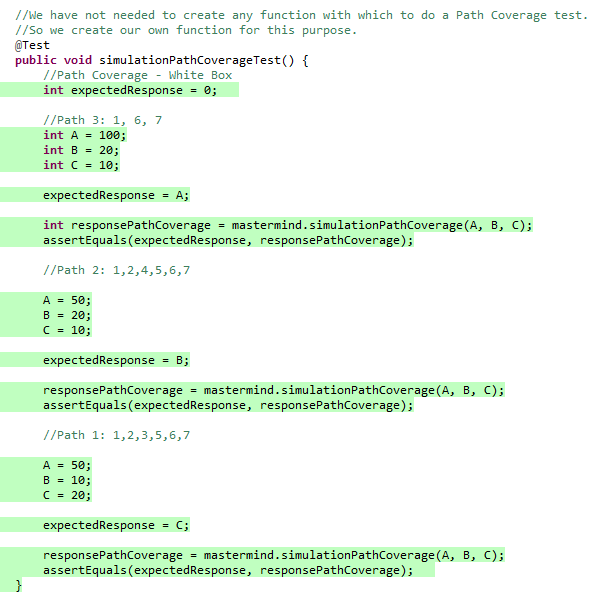 //We have not needed to create any function with which to do a Path Coverage test.
//So we create our own function for this purpose.
@Test
public void simulationPathCoverageTest() {
//Path Coverage - White Box
int expectedResponse = 0;
//Path 3: 1, 6, 7
int A = 100;
int B = 20;
int C = 10;
expectedResponse = A;
int responsePathCoverage = mastermind.simulationPathCoverage(A, B, C);
assertEquals(expectedResponse, responsePathCoverage);
//Path 2: 1,2,4,5,6,7
A = 50;
B = 20;
C = 10;
expectedResponse = B;
responsePathCoverage = mastermind.simulationPathCoverage(A, B, C);
assertEquals(expectedResponse, responsePathCoverage);
//Path 1: 1,2,3,5,6,7
A = 50;
B = 10;
C = 20;
expectedResponse = C;
responsePathCoverage = mastermind.simulationPathCoverage(A, B, C);
assertEquals(expectedResponse, responsePathCoverage);
}